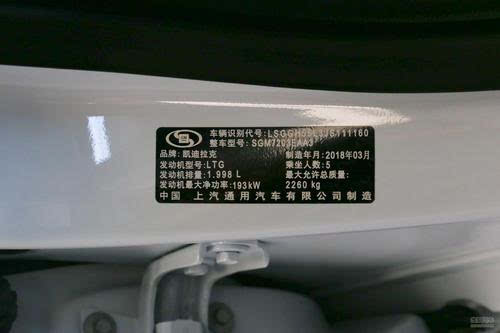 车辆识别代号: LSGGH55L3JS111160
整车型号: SGM7203EAA3
品牌: 凯迪拉克 制造年月: 2018年03月
发动机型号: LTG 乘坐人数: 5
发动机排量: 1.998 L 最大允许总质量:
发动机最大净功率: 193kW 2260 kg
中国 上汽通用汽车有限公司制造